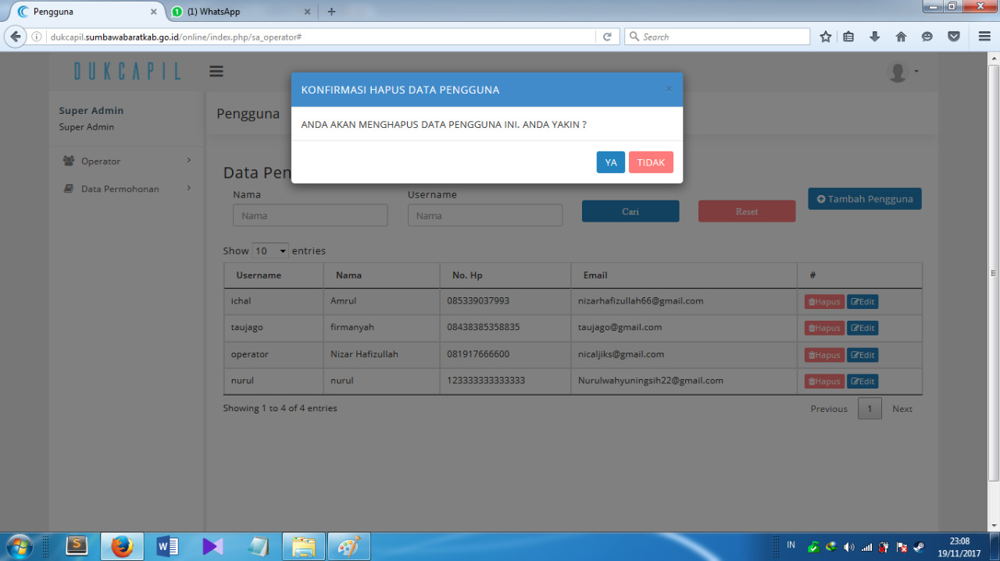 Pengguna
(1) WhatsApp
dukcapil.sumbawabaratkab.go.id/online/index.php/sa_operator#
Search
DUKCAPIL
KONFIRMASI HAPUS DATA PENGGUNA
ANDA AKAN MENGHAPUS DATA PENGGUNA INI. ANDA YAKIN ?
YA TIDAK
Super Admin
Super Admin
Operator
Data Permohonan
Pengguna
Data Pen
Nama Username
Nama Nama Cari Reset Tambah Pengguna
Show 10 entries
Username Nama No. Hp Email #
ichal Amrul 085339037993 nizarhafizullah66@gmail.com Hapus Edit
taujago firmanyah 08438385358835 taujago@gmail.com Hapus Edit
operator Nizar Hafizullah 081917666600 nicaljiks@gmail.com Hapus Edit
nurul nurul 123333333333333 Nurulwahyuningsih22@gmail.com Hapus Edit
Showing 1 to 4 of 4 entries Previous 1 Next
IN 23:08
19/11/2017